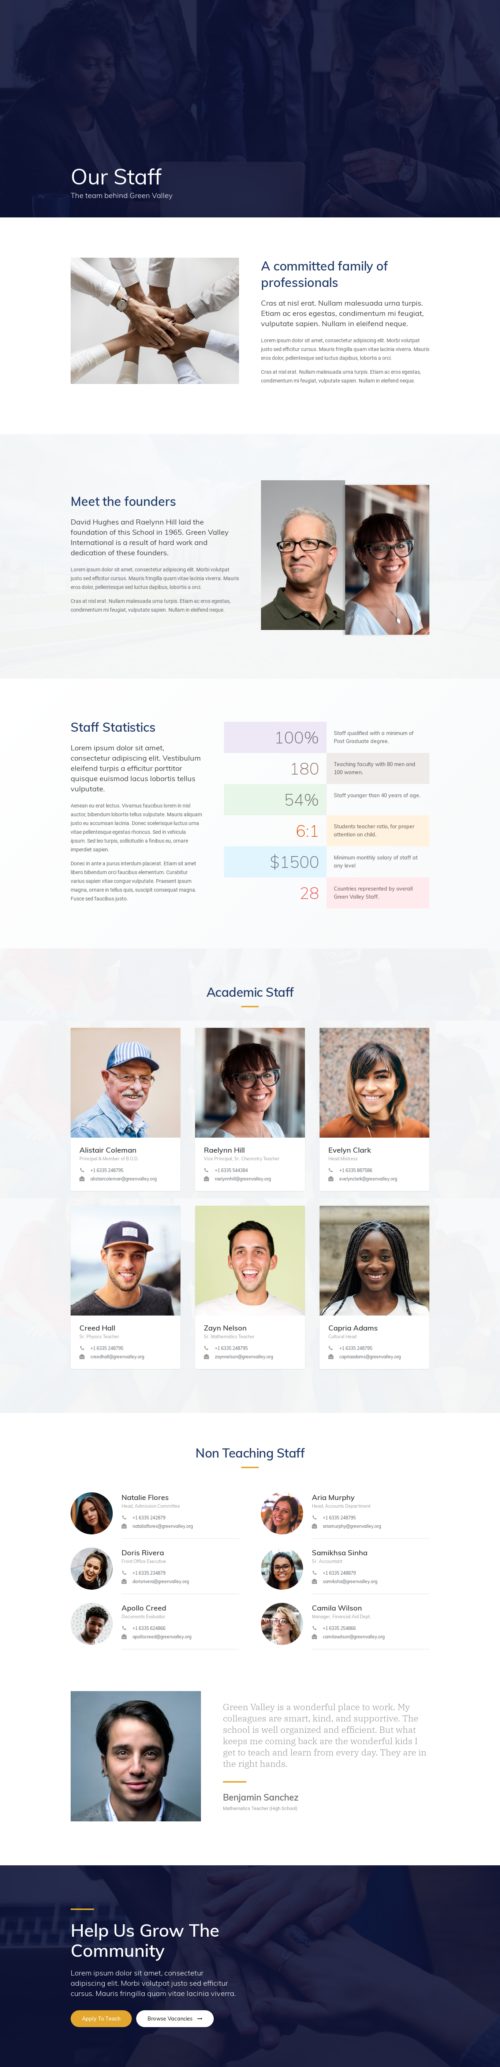 Our Staff
The team behind Green Valley
A committed family of
professionals
Cras at nisl erat. Nullam malesuada urna turpis.
Etiam ac eros egestas, condimentum mi feugiat,
vulputate sapien. Nullam in eleifend neque.
Lorem ipsum dolor sit amet, consectetur adipiscing elit. Morbi volutpat
justo sed efficitur cursus. Mauris fringilla quam vitae lacinia viverra. Mauris
eros dolor, pellentesque sed luctus dapibus, lobortis a orci.
Cras at nisl erat. Nullam malesuada urna turpis. Etiam ac eros egestas,
condimentum mi feugiat, vulputate sapien. Nullam in eleifend neque.
Meet the founders
David Hughes and Raelynn Hill laid the
foundation of this School in 1965. Green Valley
International is a result of hard work and
dedication of these founders.
Lorem ipsum dolor sit amet, consectetur adipiscing elit. Morbi volutpat
justo sed efficitur cursus. Mauris fringilla quam vitae lacinia viverra. Mauris
eros dolor, pellentesque sed luctus dapibus, lobortis a orci.
Cras at nisl erat. Nullam malesuada urna turpis. Etiam ac eros egestas,
condimentum mi feugiat, vulputate sapien. Nullam in eleifend neque.
Staff Statistics
Lorem ipsum dolor sit amet,
consectetur adipiscing elit. Vestibulum
eleifend turpis a efficitur porttitor
quisque euismod lacus lobortis tellus
vulputate.
Aenean eu erat lectus. Vivamus faucibus lorem in nisl
auctor, bibendum lobortis tellus vulputate. Mauris aliquam
justo eu accumsan lacinia. Donec scelerisque luctus urna
vitae pellentesque egestas rhoncus. Sed in vehicula
ipsum. Sed leo turpis, sollicitudin a finibus eu, ornare
imperdiet sapien.
Donec in ante a purus interdum placerat. Etiam sit amet
libero bibendum orci faucibus elementum. Curabitur
varius sapien vitae congue vulputate. Praesent ipsum
magna, ornare in tellus quis, suscipit consequat magna.
Fusce sed faucibus justo.
100%
Staff qualified with a minimum of
Post Graduate degree.
180
Teaching faculty with 80 men and
100 women.
54%
Staff younger than 40 years of age.
6:1
Students teacher ratio, for proper
attention on child.
$1500
Minimum monthly salary of staff at
any level
28
Countries represented by overall
Green Valley Staff.
Academic Staff
Alistair Coleman
Principal & Member of B.O.D
+1 6335 248795
alistaircoleman@greenvalley.org
Raelynn Hill
Vice Principal, Sr. Chemistry Teacher
+1 6335 544384
raelynnhill@greenvalley.org
Evelyn Clark
Head Mistress
+1 6335 887586
evelynclark@greenvalley.org
Creed Hall
Sr. Physics Teacher
+1 6335 248795
creedhall@greenvalley.org
Zayn Nelson
Sr. Mathematics Teacher
+1 6335 248795
zaynnelson@greenvalley.org
Capria Adams
Cultural Head
+1 6335 248795
capriaadams@greenvalley.org
Non Teaching Staff
Natalie Flores
Head, Admission Committee
+1 6335 242879
natalieflores@greenvalley.org
Aria Murphy
Head, Accounts Department
+1 6335 248795
ariamurphy@greenvalley.org
Doris Rivera
Front Office Executive
+1 6335 234879
dorisrivera@greenvalley.org
Samikhsa Sinha
Sr. Accountant
+1 6335 248879
samiksha@greenvalley.org
Apollo Creed
Documents Evaluator
+1 6335 624866
apollocreed@greenvalley.org
Camila Wilson
Manager, Financial Aid Dept.
+1 6335 254866
camilawilson@greenvalley.org
Green Valley is a wonderful place to work. My
colleagues are smart, kind, and supportive. The
school is well organized and efficient. But what
keeps me coming back are the wonderful kids I
get to teach and learn from every day. They are in
the right hands.
Benjamin Sanchez
Mathematics Teacher (High School)
Help Us Grow The
Community
Lorem ipsum dolor sit amet, consectetur
adipiscing elit. Morbi volutpat justo sed efficitur
cursus. Mauris fringilla quam vitae lacinia viverra.
Apply To Teach
Browse Vacancies →